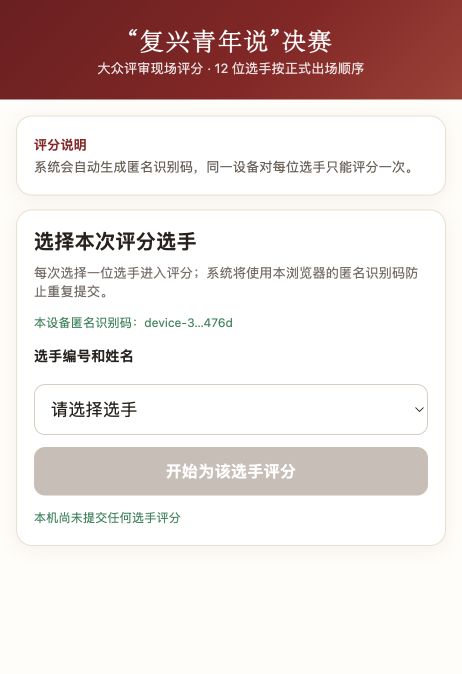 “复兴青年说”决赛
大众评审现场评分 · 12 位选手按正式出场顺序
评分说明
系统会自动生成匿名识别码，同一设备对每位选手只能评分一次。
选择本次评分选手
每次选择一位选手进入评分；系统将使用本浏览器的匿名识别码防
止重复提交。
本设备匿名识别码：device-3…476d
选手编号和姓名
请选择选手
开始为该选手评分
本机尚未提交任何选手评分